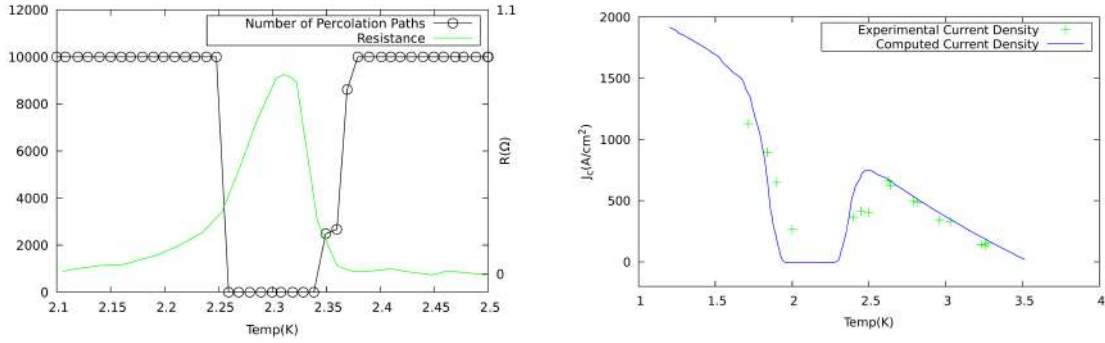 12000
10000
8000
6000
4000
2000
0
Number of Percolation Paths
Resistance
1.1
R(Ω)
0
2.1 2.15 2.2 2.25 2.3 2.35 2.4 2.45 2.5
Temp(K)
2000
1500
1000
500
0
Jc(A/cm²)
Experimental Current Density
Computed Current Density
1 1.5 2 2.5 3 3.5 4
Temp(K)